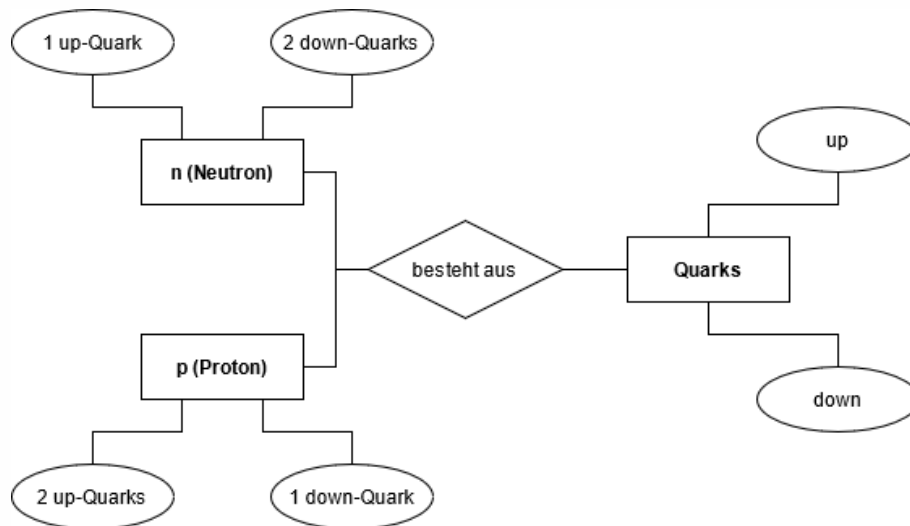 1 up-Quark
2 down-Quarks
n (Neutron)
up
besteht aus
Quarks
p (Proton)
down
2 up-Quarks
1 down-Quark